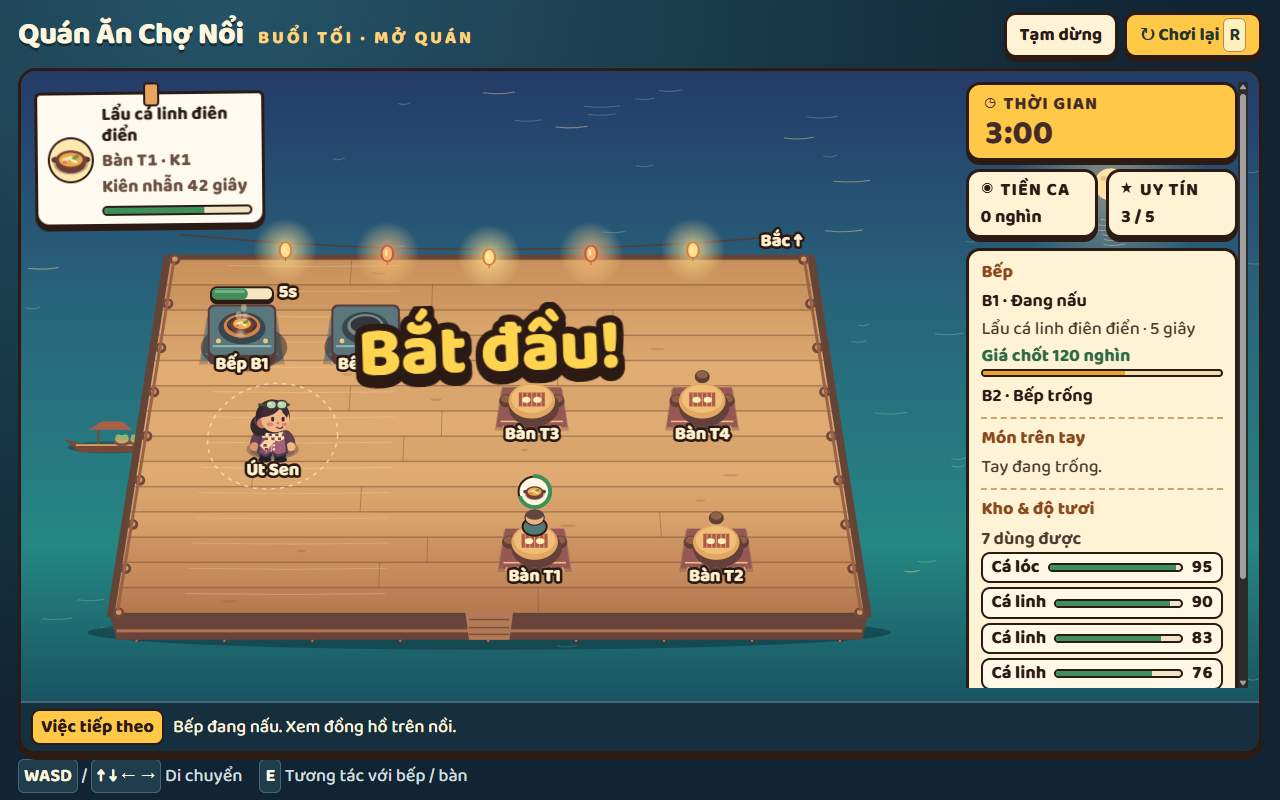 Quán Ăn Chợ Nổi
BUỔI TỐI · MỞ QUÁN
Tạm dừng
↻ Chơi lại R
Lẩu cá linh điên
điển
Bàn T1 · K1
Kiên nhẫn 42 giây
THỜI GIAN
3:00
TIỀN CA
0 nghìn
★ UY TÍN
3 / 5
Bắc ↑
5s
Bếp B1
Bế
Bắt đầu!
Bàn T3
Bàn T4
Út Sen
Bàn T1
Bàn T2
Bếp
B1 · Đang nấu
Lẩu cá linh điên điển · 5 giây
Giá chốt 120 nghìn
B2 · Bếp trống
Món trên tay
Tay đang trống.
Kho & độ tươi
7 dùng được
Cá lóc 95
Cá linh 90
Cá linh 83
Cá linh 76
Việc tiếp theo
Bếp đang nấu. Xem đồng hồ trên nồi.
WASD / ↑↓← → Di chuyển E Tương tác với bếp / bàn